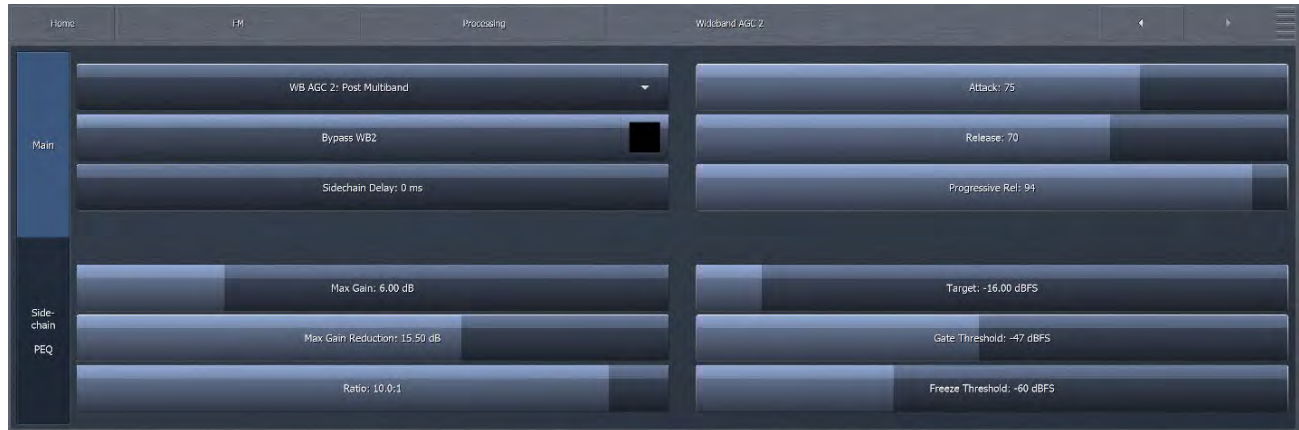 Home
FM
Processing
Wideband AGC 2
Main
Side-
chain
PEQ
WB AGC 2: Post Multiband
Bypass WB2
Sidechain Delay: 0 ms
Max Gain: 6.00 dB
Max Gain Reduction: 15.50 dB
Ratio: 10.0:1
Attack: 75
Release: 70
Progressive Rel: 94
Target: -16.00 dBFS
Gate Threshold: -47 dBFS
Freeze Threshold: -60 dBFS